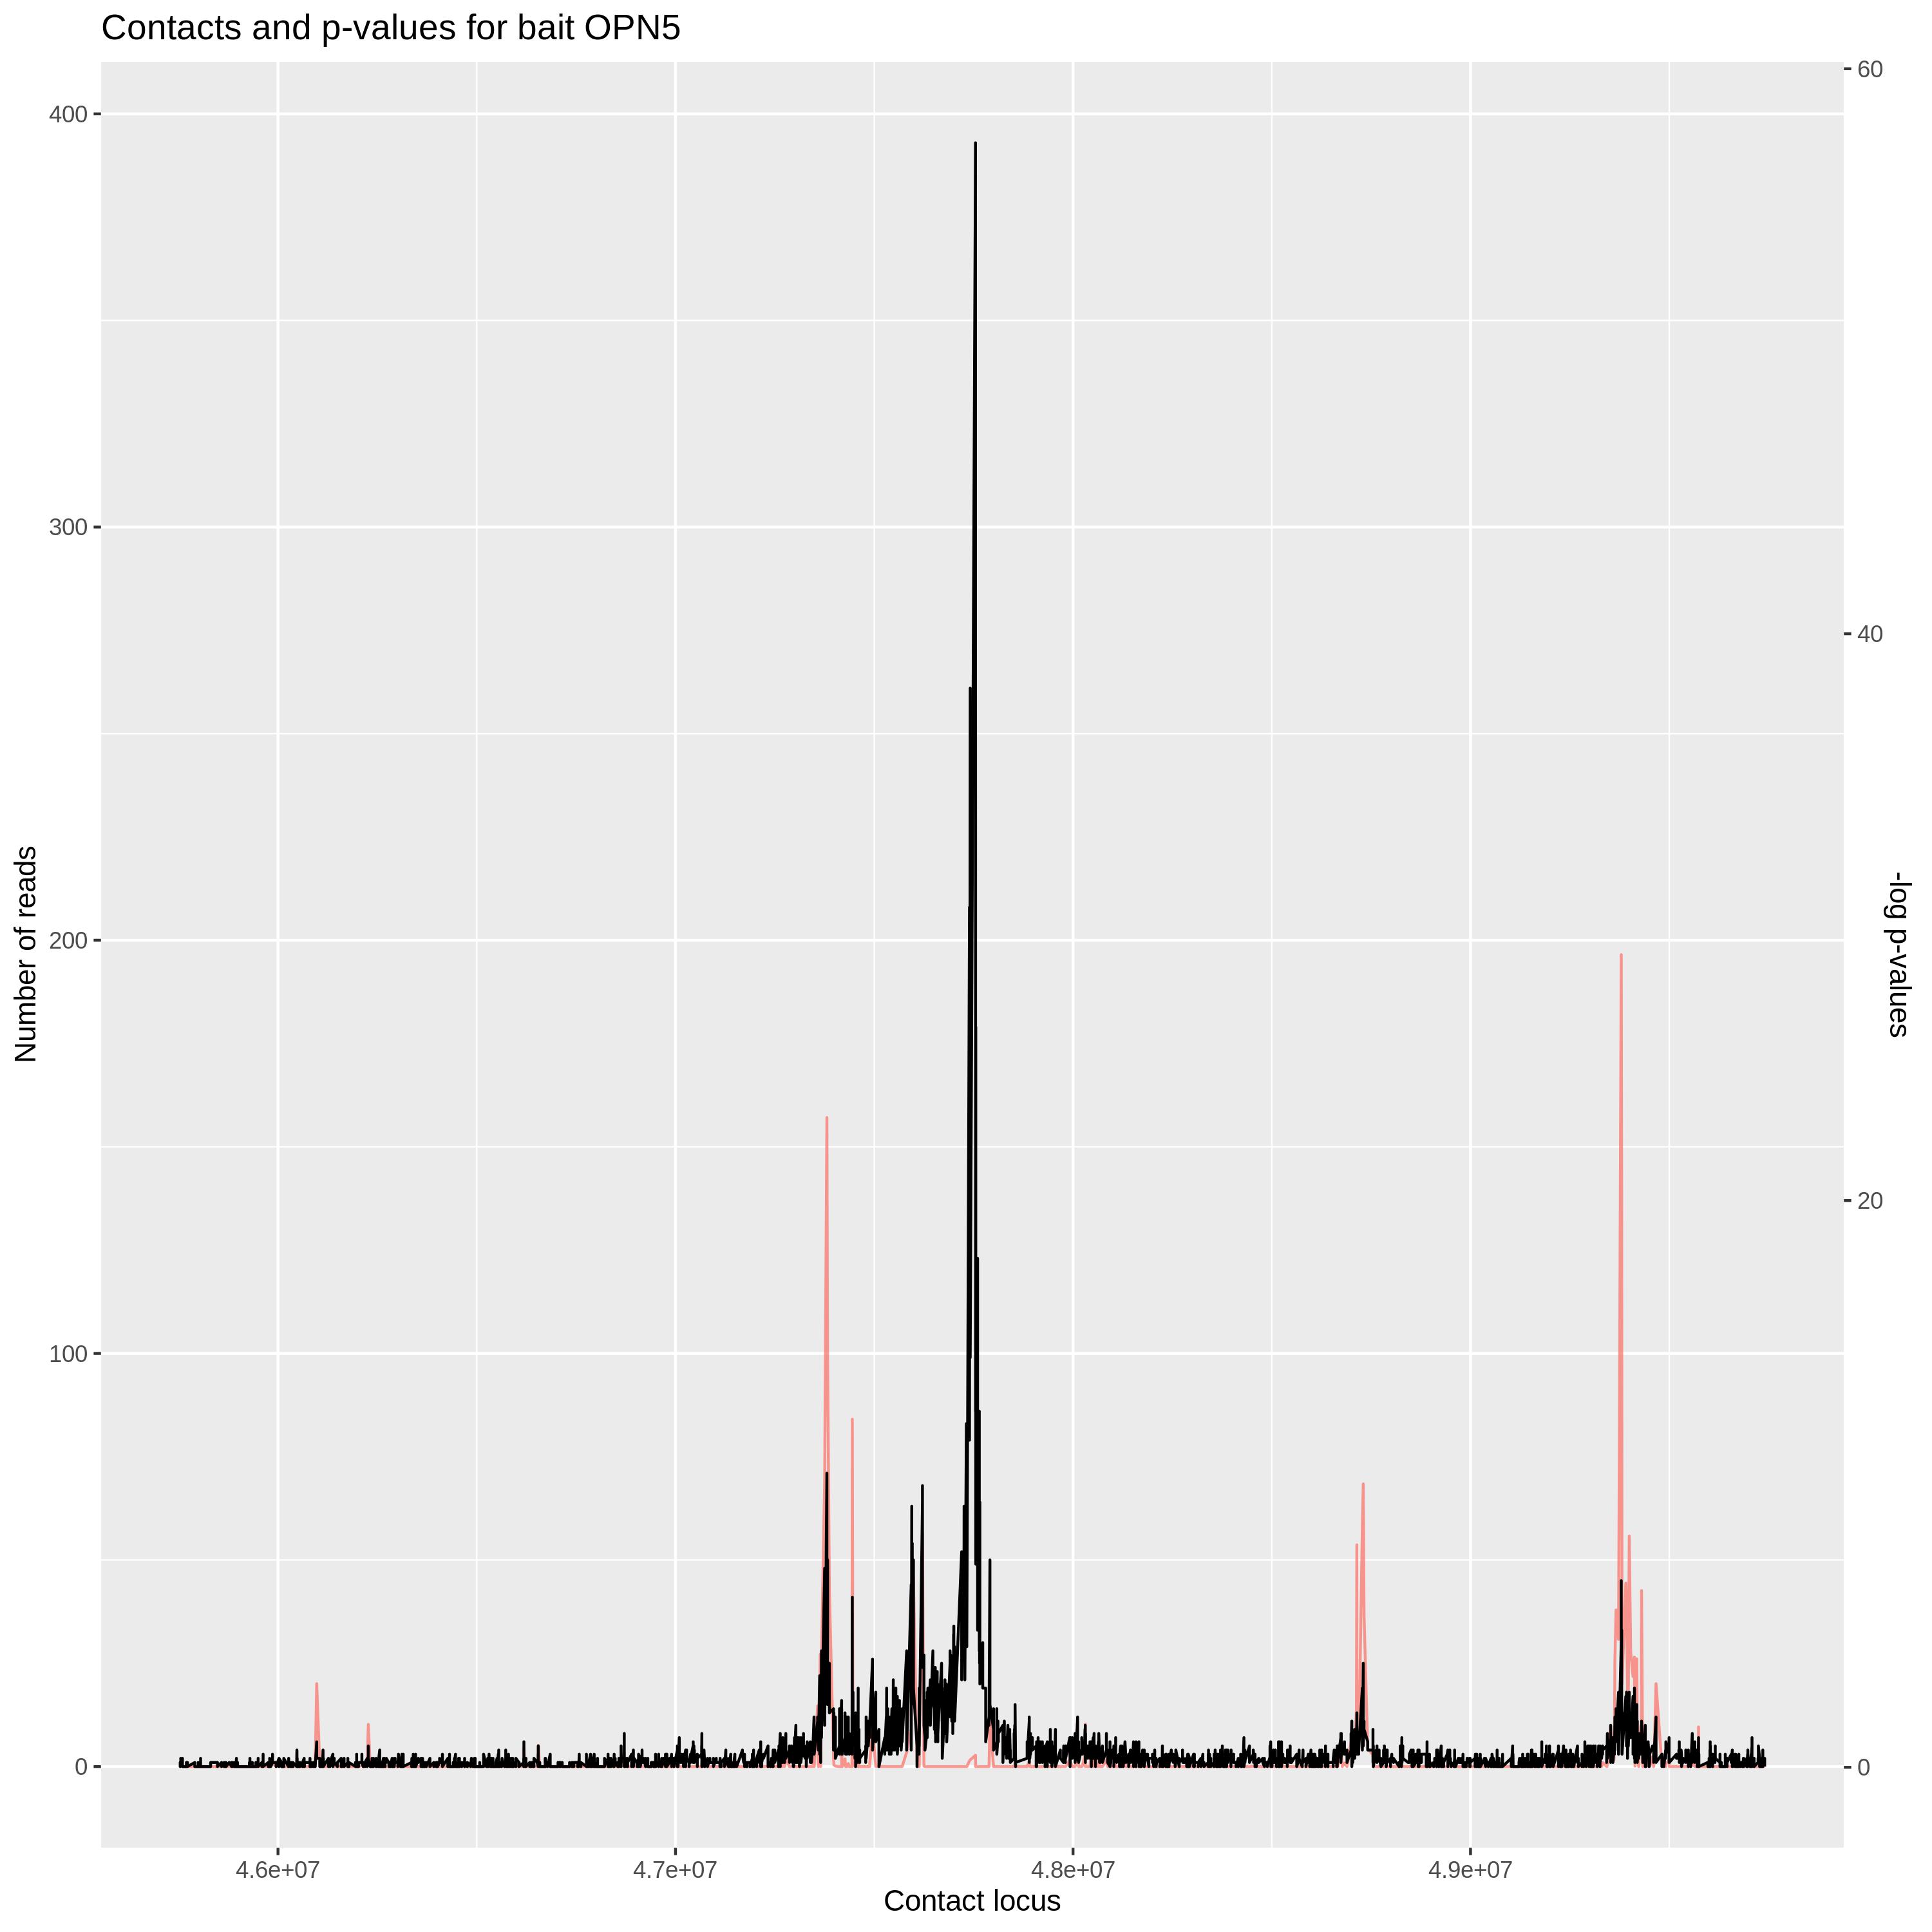 Contacts and p-values for bait OPN5
400
300
200
100
0
Number of reads
60
40
20
0
-log p-values
4.6e+07
4.7e+07
4.8e+07
4.9e+07
Contact locus